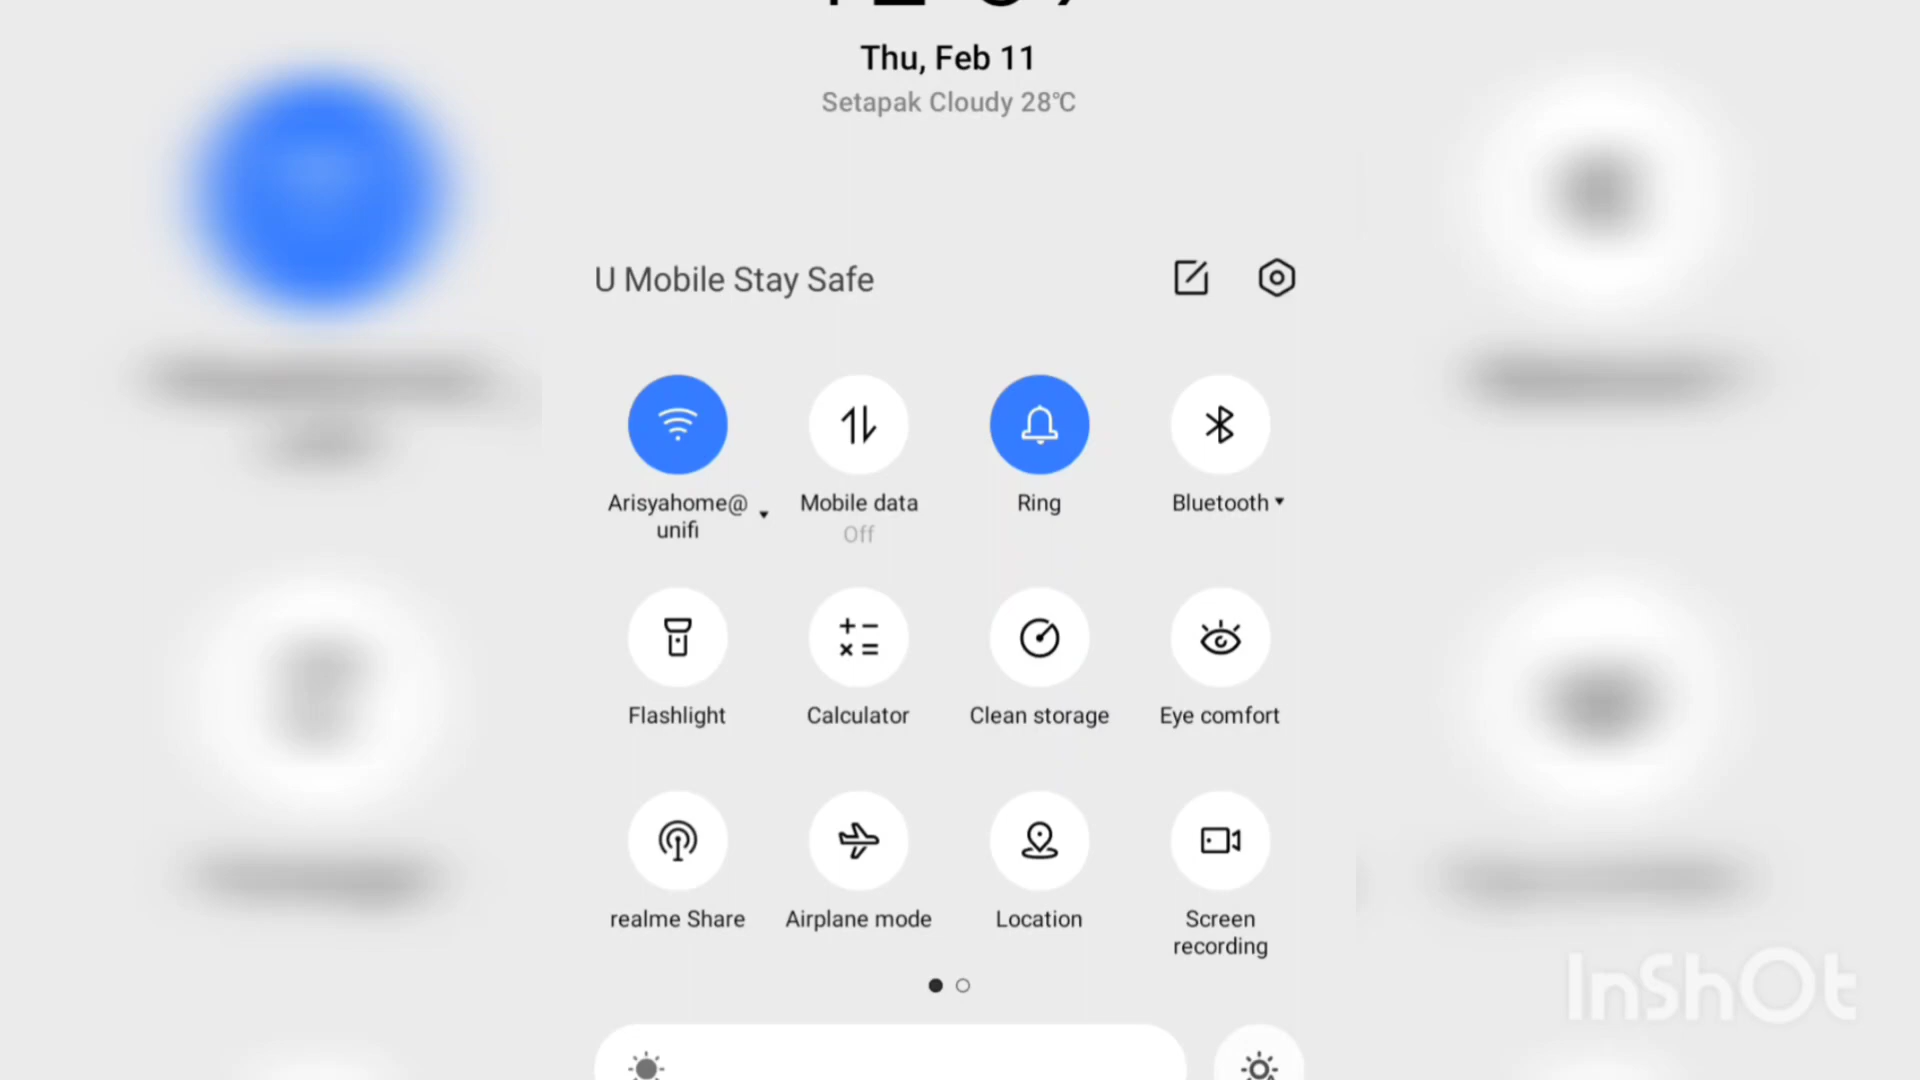 Thu, Feb 11
Setapak Cloudy 28℃
U Mobile Stay Safe
Arisyahome@
unifi
Mobile data
Off
Ring
Bluetooth
Flashlight
Calculator
Clean storage
Eye comfort
realme Share
Airplane mode
Location
Screen
recording
InShOt